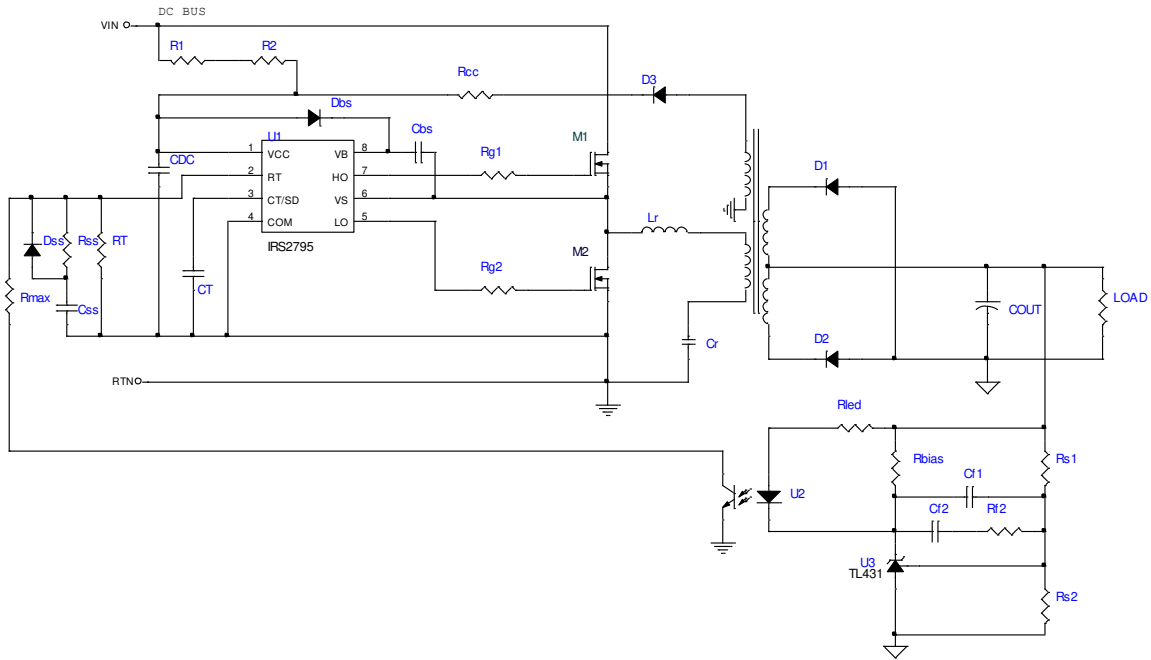 DC BUS
VIN
R1
R2
Rcc
D3
Dbs
U1
Cbs
M1
CDC
1
VCC
VB
8
Rg1
D1
2
RT
HO
7
3
CT/SD
VS
6
4
COM
LO
5
Lr
Dss
Rss
RT
IRS2795
M2
Rg2
CT
Rmax
Css
COUT
LOAD
Cr
D2
RTN
Rled
Rbias
Rs1
Cf1
U2
Cf2
Rf2
U3
TL431
Rs2